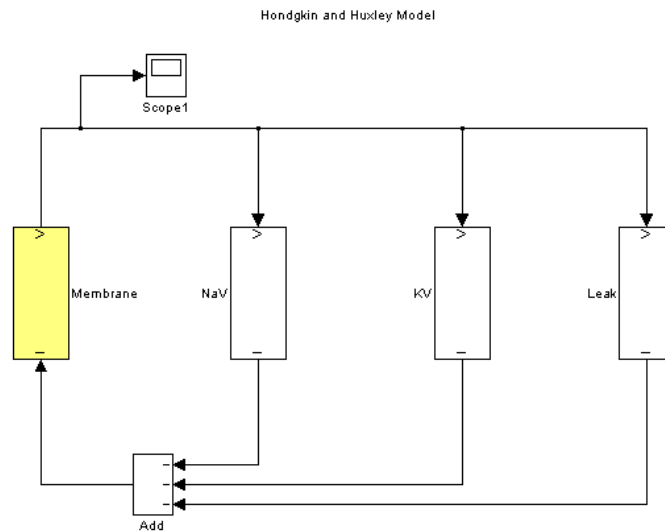 Hondgkin and Huxley Model
Scope1
V V V V
Membrane NaV KV Leak
I I I I
Add